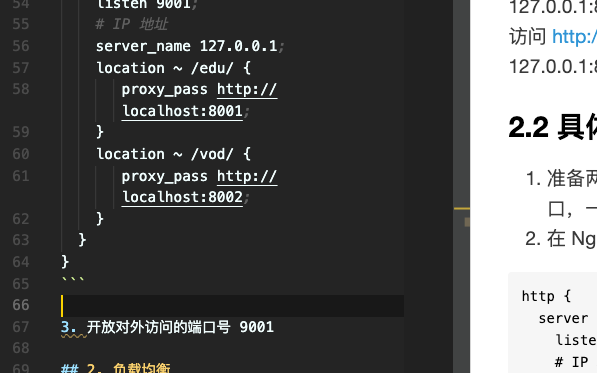 54 listen 9001;
55 # IP 地址
56 server_name 127.0.0.1;
57 location ~ /edu/ {
58 proxy_pass http://
localhost:8001;
59 }
60 location ~ /vod/ {
61 proxy_pass http://
localhost:8002;
62 }
63 }
64 }
65 ```
66
67 3. 开放对外访问的端口号 9001
68
69 ## 2. 负载均衡
127.0.0.1:8
访问 http:/
127.0.0.1:8
2.2 具体
1. 准备两
口，一
2. 在 Ng
http {
server
liste
# IP